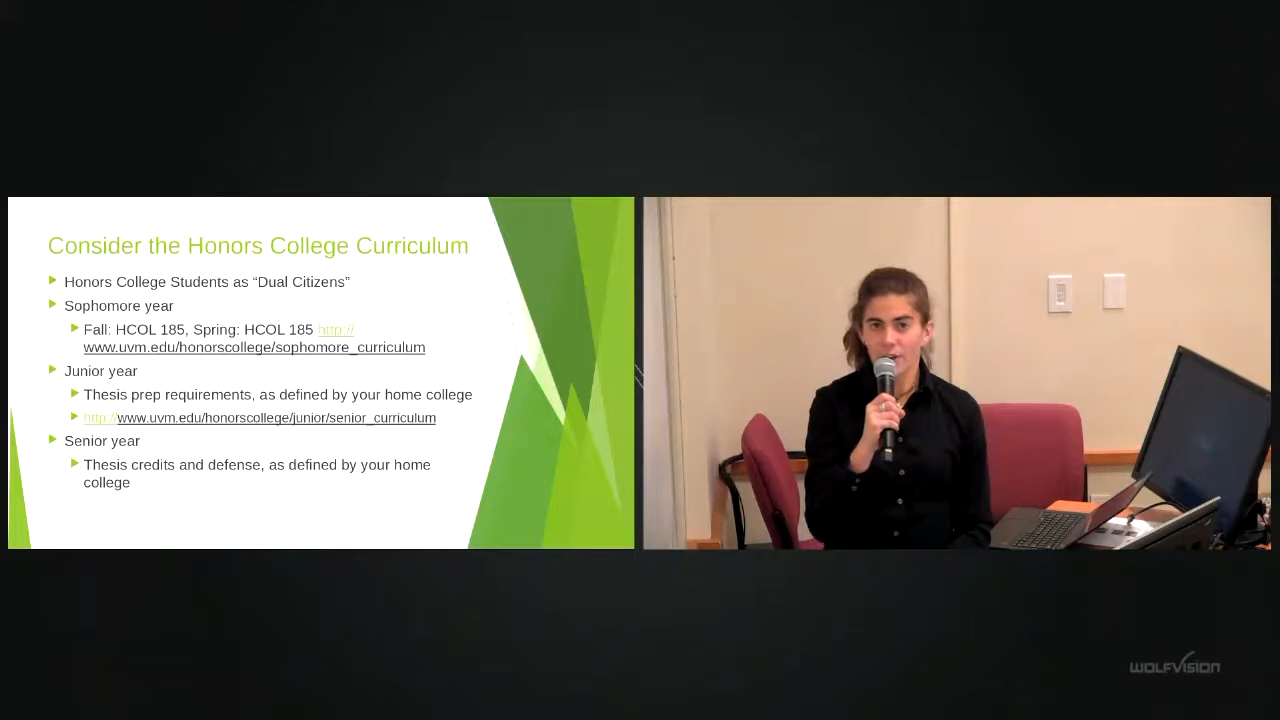 Consider the Honors College Curriculum
Honors College Students as “Dual Citizens”
Sophomore year
Fall: HCOL 185, Spring: HCOL 185 http://
www.uvm.edu/honorscollege/sophomore_curriculum
Junior year
Thesis prep requirements, as defined by your home college
http://www.uvm.edu/honorscollege/junior/senior_curriculum
Senior year
Thesis credits and defense, as defined by your home
college
WOLFVISION